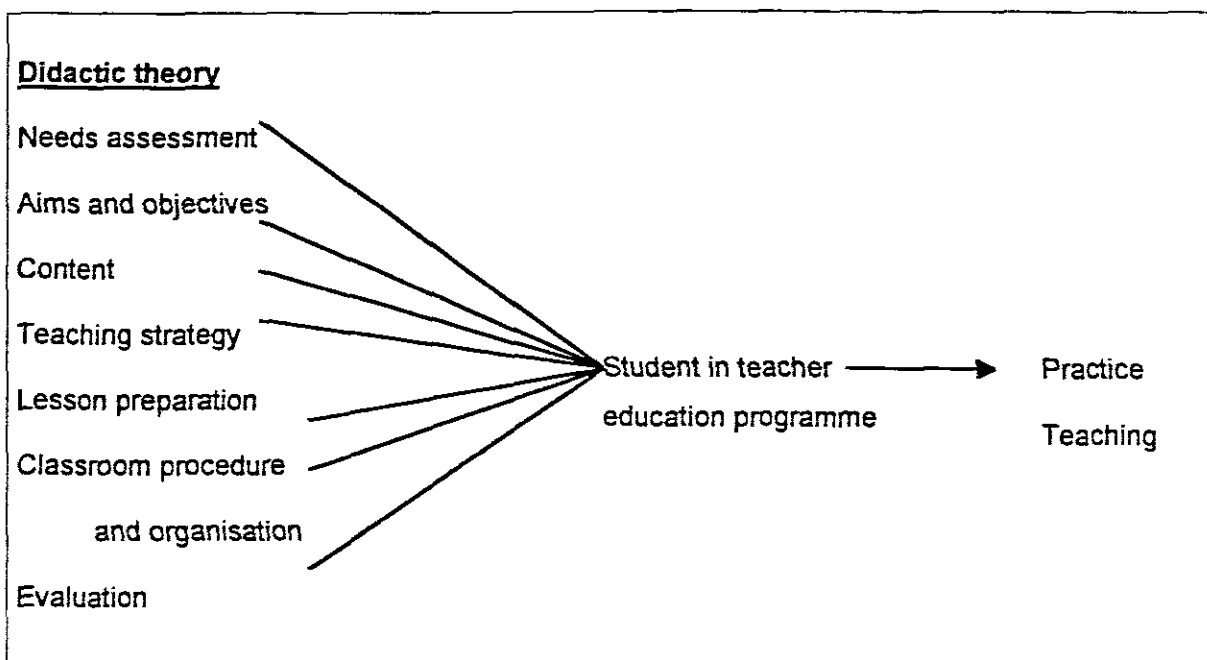 Didactic theory
Needs assessment
Aims and objectives
Content
Teaching strategy
Lesson preparation
Classroom procedure
and organisation
Evaluation
Student in teacher
education programme
Practice
Teaching